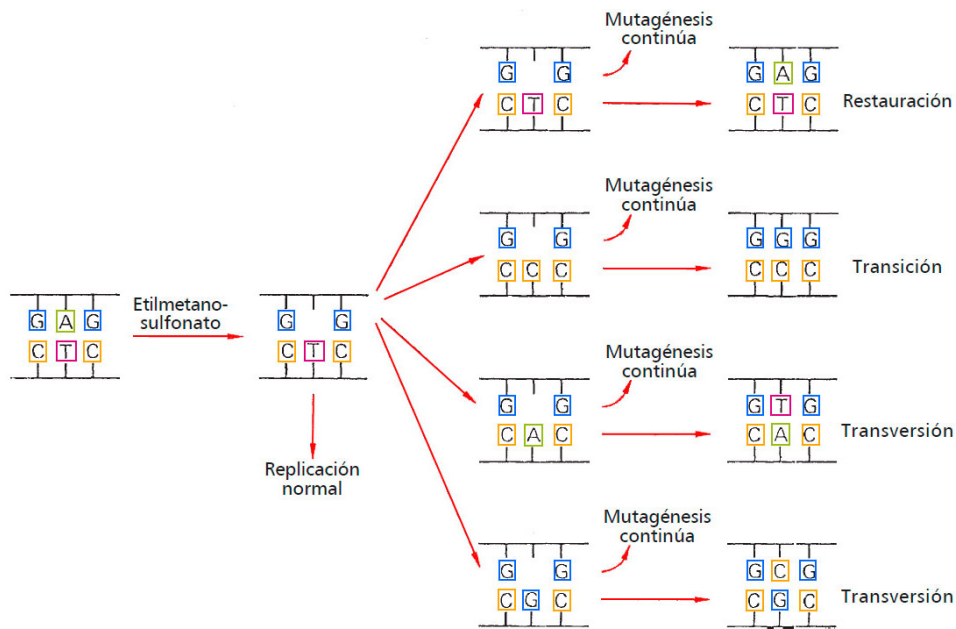 Mutagénesis
continúa
G G
G A G
C T C
C T C
Restauración
Mutagénesis
continúa
G G
G G G
C C C
C C C
Transición
G A G
C T C
Etilmetano-
sulfonato
G G
C T C
Replicación
normal
Mutagénesis
continúa
G G
G T G
C A C
C A C
Transversión
Mutagénesis
continúa
G G
G C G
C G C
C G C
Transversión